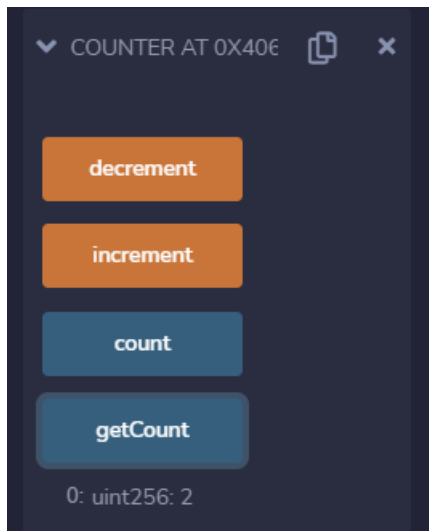 COUNTER AT 0X406
decrement
increment
count
getCount
0: uint256: 2